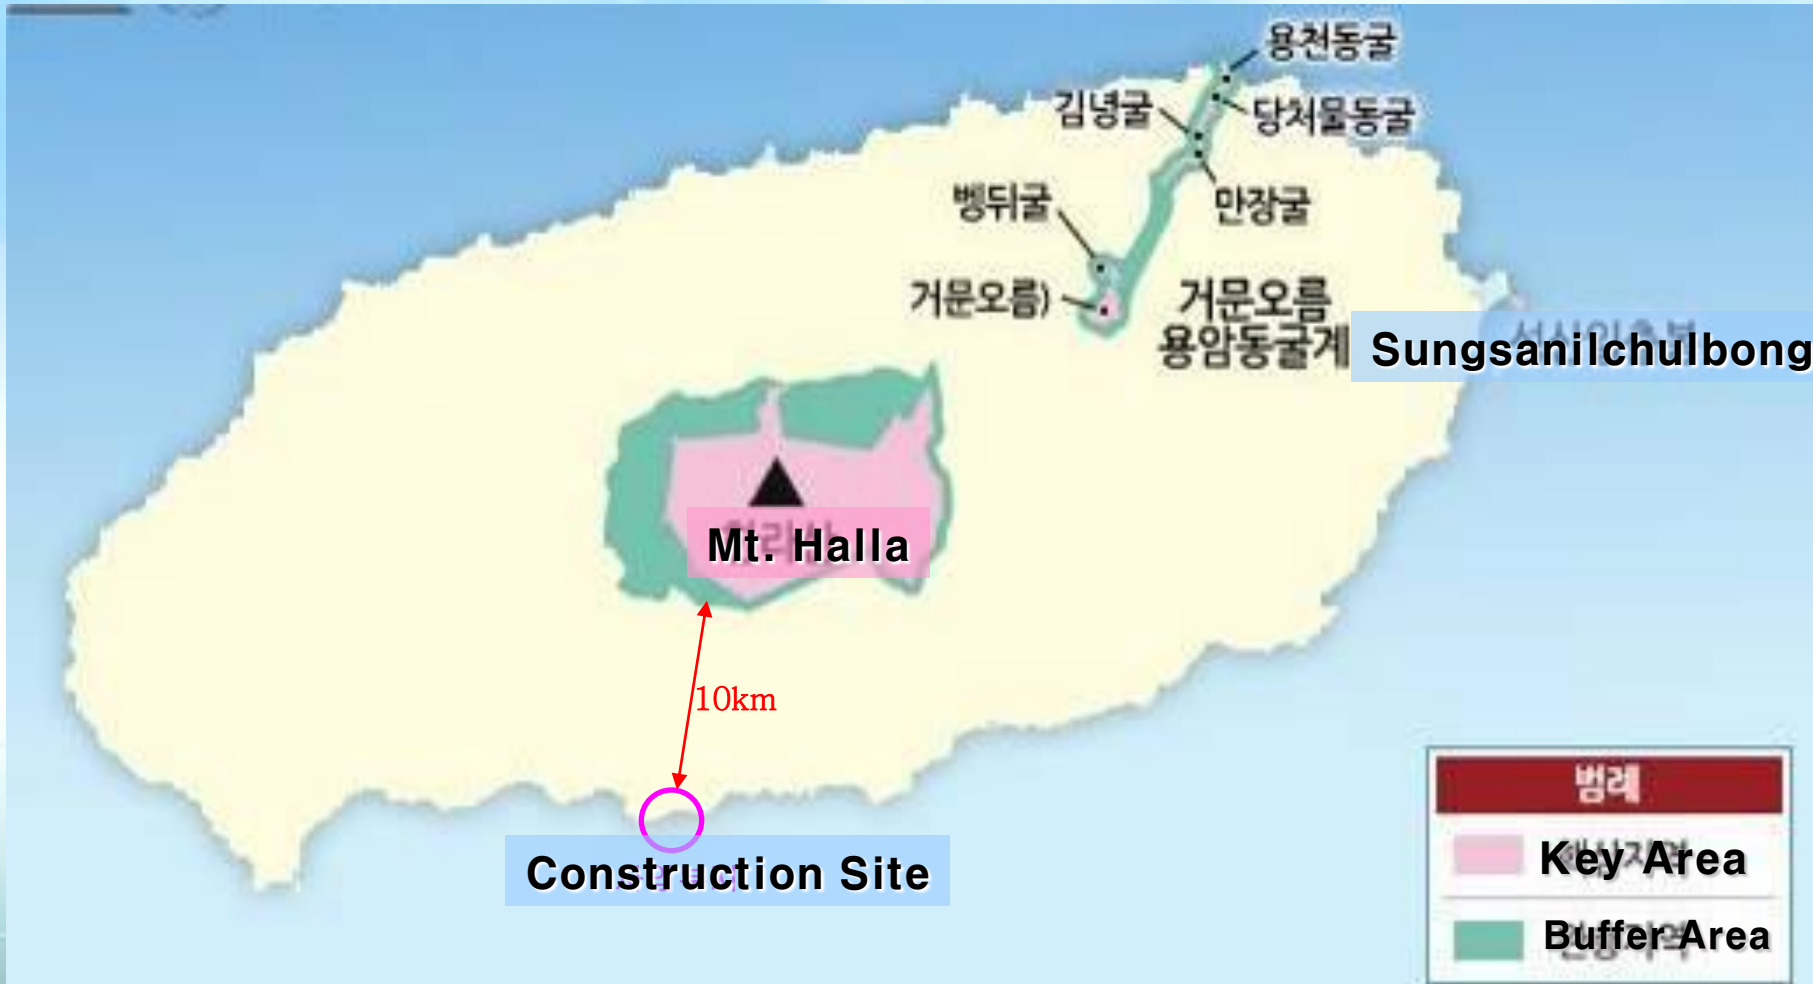 용천동굴
김녕굴
당처물동굴
벵뒤굴
만장굴
거문오름)
거문오름
용암동굴계
Sungsanilchulbong
Mt. Halla
10km
Construction Site
범례
Key Area
Buffer Area